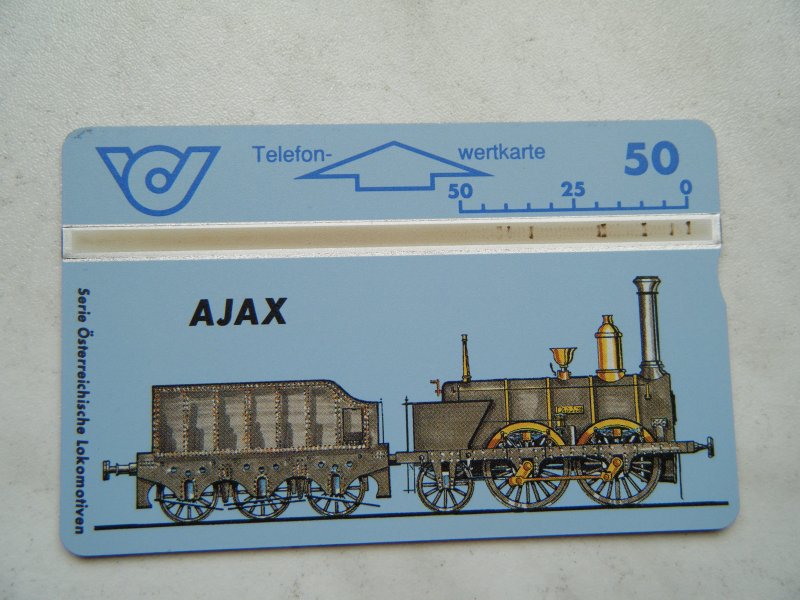 Telefon- wertkarte 50
50 25 0
AJAX
Serie Österreichische Lokomotiven